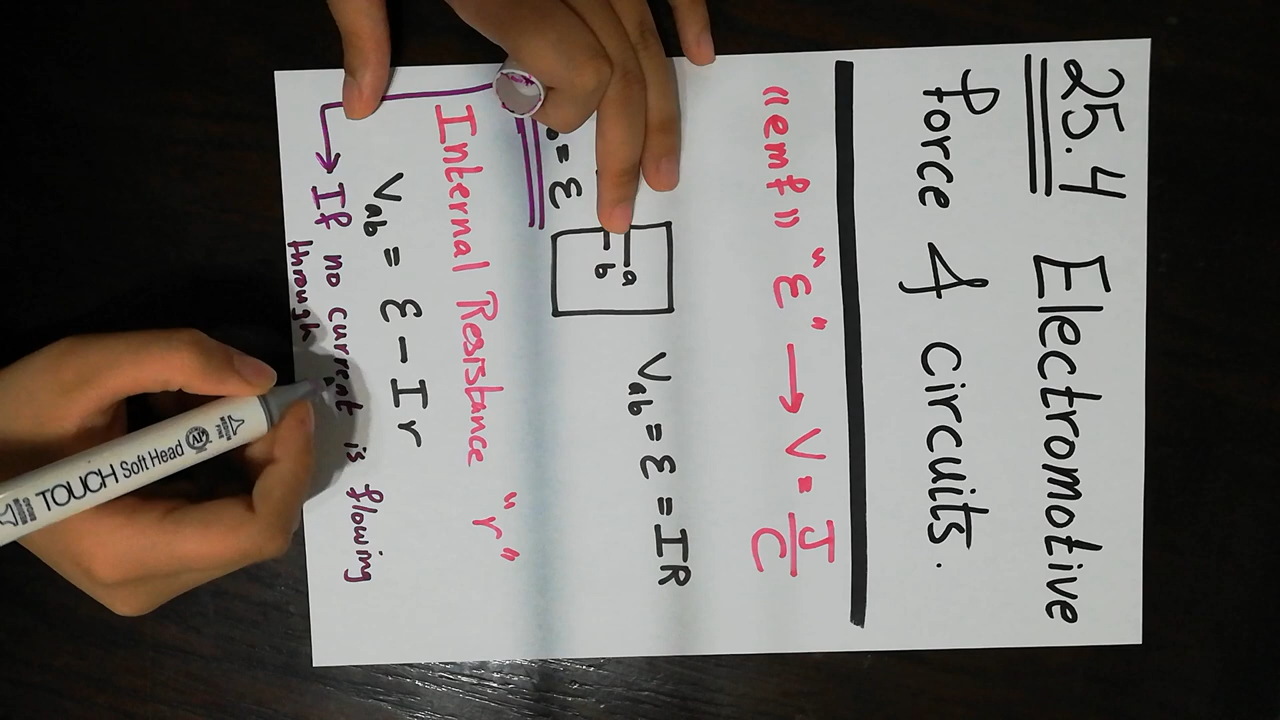 25.4 Electromotive
force & circuits.
"emf" "ε" → V = J/C
Vab = ε = IR
= ε
a
b
Internal Resistance "r"
Vab = ε - Ir
→ If no current is flowing
through
TOUCH Soft Head